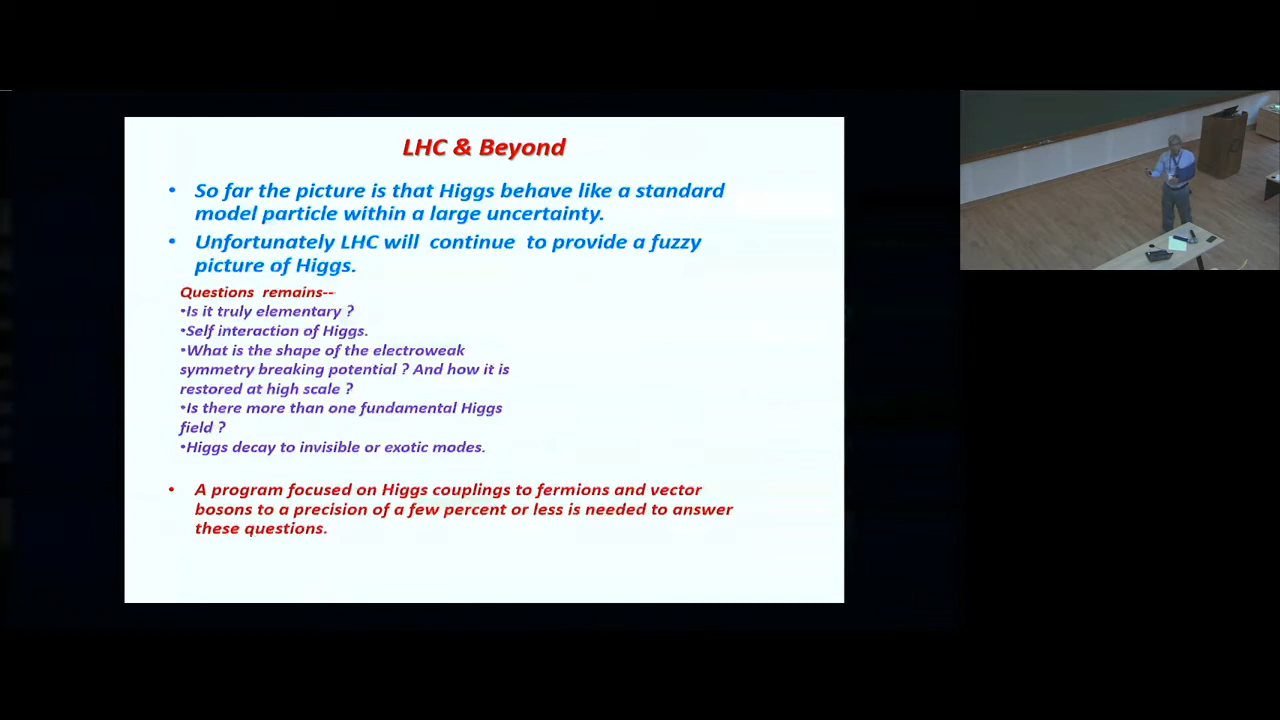 LHC & Beyond
• So far the picture is that Higgs behave like a standard
model particle within a large uncertainty.
• Unfortunately LHC will continue to provide a fuzzy
picture of Higgs.
Questions remains--
•Is it truly elementary ?
•Self interaction of Higgs.
•What is the shape of the electroweak
symmetry breaking potential ? And how it is
restored at high scale ?
•Is there more than one fundamental Higgs
field ?
•Higgs decay to invisible or exotic modes.
• A program focused on Higgs couplings to fermions and vector
bosons to a precision of a few percent or less is needed to answer
these questions.